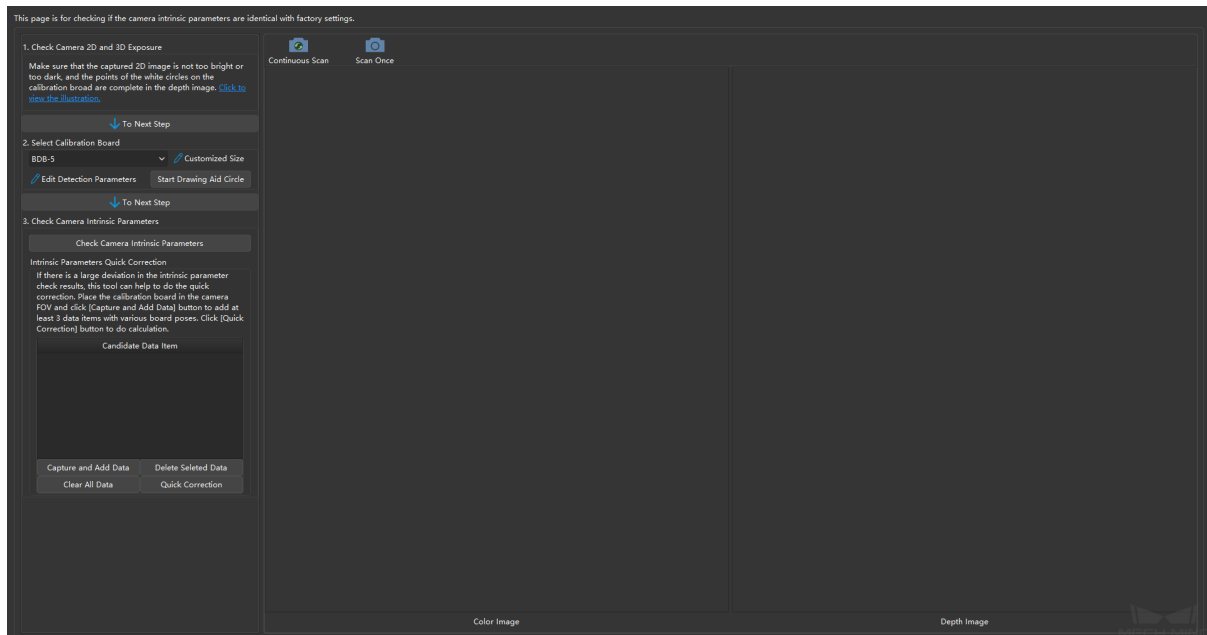 This page is for checking if the camera intrinsic parameters are identical with factory settings.
1. Check Camera 2D and 3D Exposure
Make sure that the captured 2D image is not too bright or
too dark, and the points of the
white circles on the
calibration broad are complete in the depth image. Click to
view the illustration.
To Next Step
2. Select Calibration Board
BDB-5
Customized Size
Edit Detection Parameters
Start Drawing Aid Circle
To Next Step
3. Check Camera Intrinsic Parameters
Check Camera Intrinsic Parameters
Intrinsic Parameters Quick Correction
If there is a large deviation in the intrinsic parameter
check results, this tool can help to do the quick
correction. Place the calibration board in the camera
FOV and click [Capture and Add Data] button to add at
least 3 data items with various board poses. Click [Quick
Correction] button to do calculation.
Candidate Data Item
Capture and Add Data
Delete Seleted Data
Clear All Data
Quick Correction
Continuous Scan
Scan Once
Color Image
Depth Image